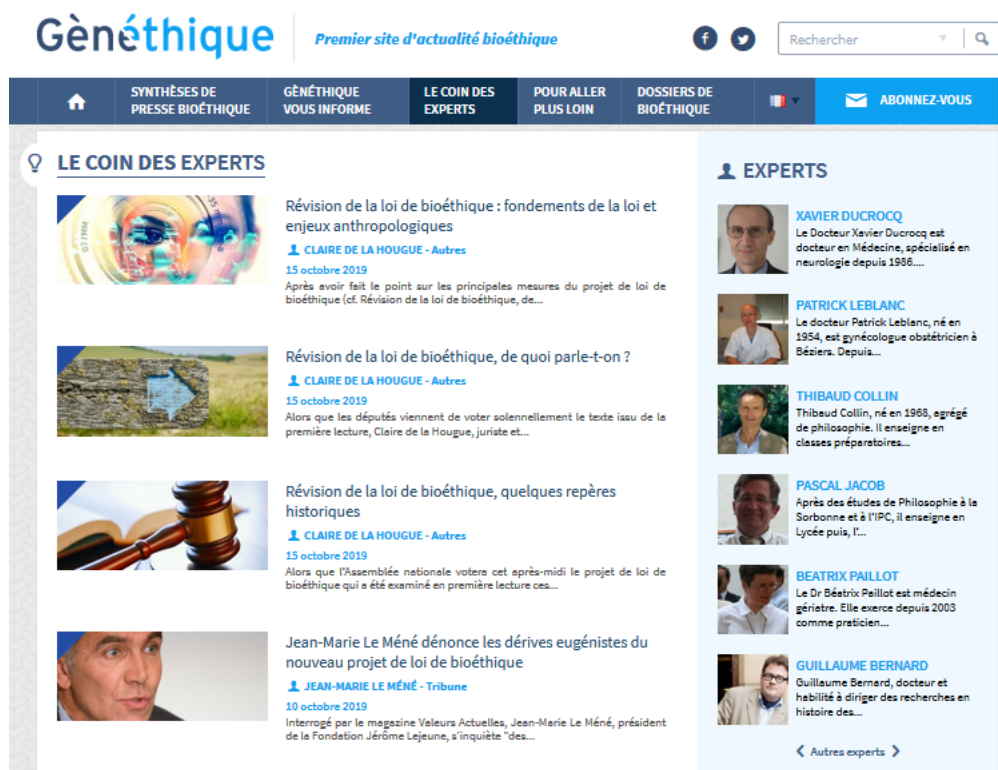 Gènéthique
Premier site d'actualité bioéthique
Rechercher
SYNTHÈSES DE
PRESSE BIOÉTHIQUE
GÈNÉTHIQUE
VOUS INFORME
LE COIN DES
EXPERTS
POUR ALLER
PLUS LOIN
DOSSIERS DE
BIOÉTHIQUE
ABONNEZ-VOUS
LE COIN DES EXPERTS
077MM
-35 mm
Révision de la loi de bioéthique : fondements de la loi et
enjeux anthropologiques
CLAIRE DE LA HOUGUE - Autres
15 octobre 2019
Après avoir fait le point sur les principales mesures du projet de loi de
bioéthique (cf. Révision de la loi de bioéthique, de...
Révision de la loi de bioéthique, de quoi parle-t-on ?
CLAIRE DE LA HOUGUE - Autres
15 octobre 2019
Alors que les députés viennent de voter solennellement le texte issu de la
première lecture, Claire de la Hougue, juriste et...
Révision de la loi de bioéthique, quelques repères
historiques
CLAIRE DE LA HOUGUE - Autres
15 octobre 2019
Alors que l'Assemblée nationale votera cet après-midi le projet de loi de
bioéthique qui a été examiné en première lecture ces...
Jean-Marie Le Méné dénonce les dérives eugénistes du
nouveau projet de loi de bioéthique
JEAN-MARIE LE MÉNÉ - Tribune
10 octobre 2019
Interrogé par le magazine Valeurs Actuelles, Jean-Marie Le Méné, président
de la Fondation Jérôme Lejeune, s'inquiète "des...
EXPERTS
XAVIER DUCROCQ
Le Docteur Xavier Ducrocq est
docteur en Médecine, spécialisé en
neurologie depuis 1986....
PATRICK LEBLANC
Le docteur Patrick Leblanc, né en
1954, est gynécologue obstétricien à
Béziers. Depuis...
THIBAUD COLLIN
Thibaud Collin, né en 1968, agrégé
de philosophie. Il enseigne en
classes préparatoires...
PASCAL JACOB
Après des études de Philosophie à la
Sorbonne et à l'IPC, il enseigne en
Lycée puis, l'...
BEATRIX PAILLOT
Le Dr Béatrix Paillot est médecin
gériatre. Elle exerce depuis 2003
comme praticien...
GUILLAUME BERNARD
Guillaume Bernard, docteur et
habilité à diriger des recherches en
histoire des...
Autres experts